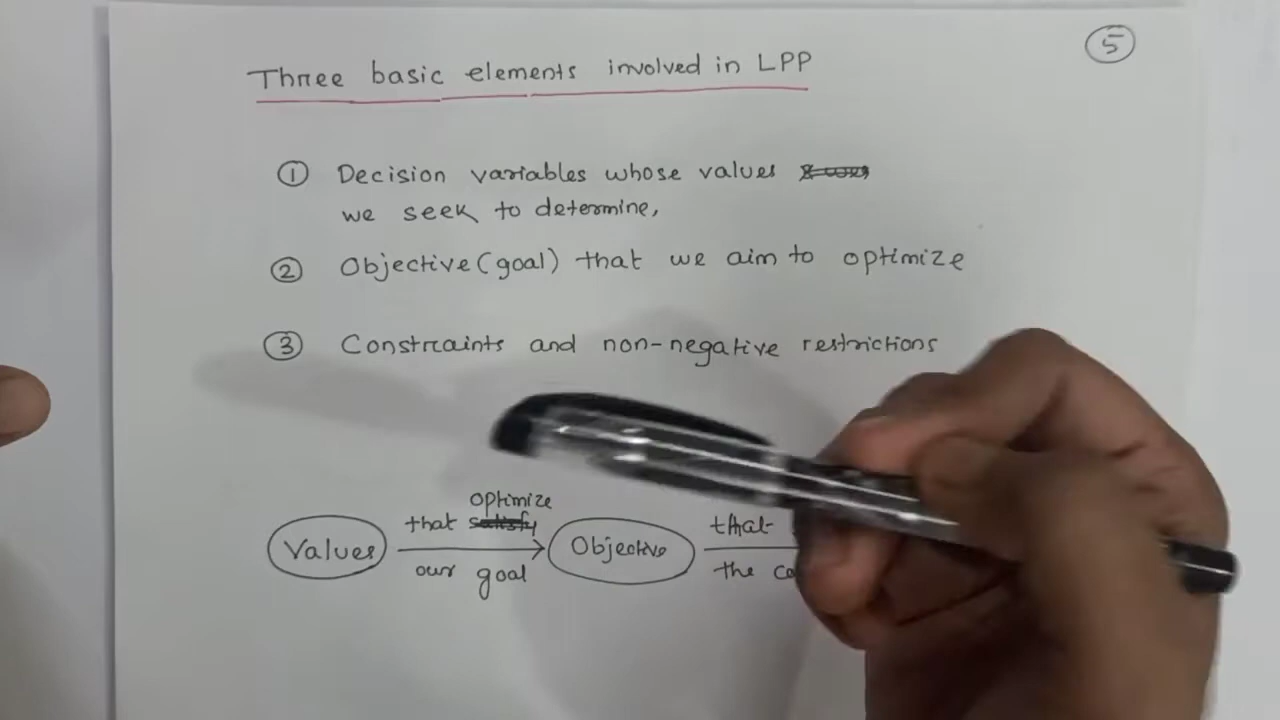 5
Three basic elements involved in LPP
1 Decision variables whose values
we seek to determine,
2 Objective (goal) that we aim to optimize
3 Constraints and non-negative restrictions
optimize
Values that satisfy Objective that
our goal the